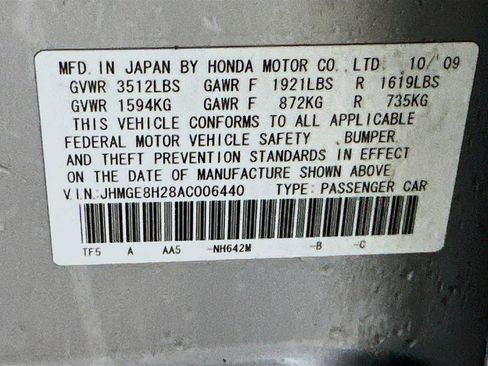 MFD. IN JAPAN BY HONDA MOTOR CO., LTD. 10/'09
GVWR 3512LBS GAWR F 1921LBS R 1619LBS
GVWR 1594KG GAWR F 872KG R 735KG
THIS VEHICLE CONFORMS TO ALL APPLICABLE
FEDERAL MOTOR VEHICLE SAFETY, BUMPER,
AND THEFT PREVENTION STANDARDS IN EFFECT
ON THE DATE OF MANUFACTURE SHOWN ABOVE.
V.I.N.:JHMGE8H28AC006440 TYPE: PASSENGER CAR
TF5 A AA5 -NH642M -B -C